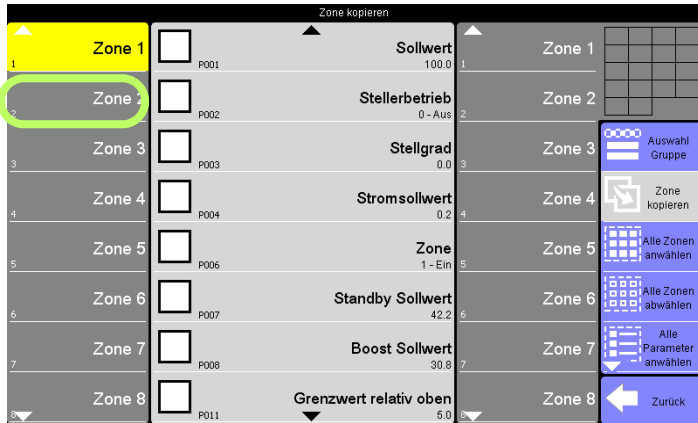 Zone kopieren
Zone 1
1
Zone 2
2
Zone 3
3
Zone 4
4
Zone 5
5
Zone 6
6
Zone 7
7
Zone 8
8
Sollwert
P001
100.0
Stellerbetrieb
P002
0 - Aus
Stellgrad
P003
0.0
Stromsollwert
P004
0.2
Zone
P006
1 - Ein
Standby Sollwert
P007
42.2
Boost Sollwert
P008
30.8
Grenzwert relativ oben
P011
5.0
Zone 1
1
Zone 2
2
Zone 3
3
Zone 4
4
Zone 5
5
Zone 6
6
Zone 7
7
Zone 8
8
Auswahl
Gruppe
Zone
kopieren
Alle Zonen
anwählen
Alle Zonen
abwählen
Alle
Parameter
anwählen
Zurück